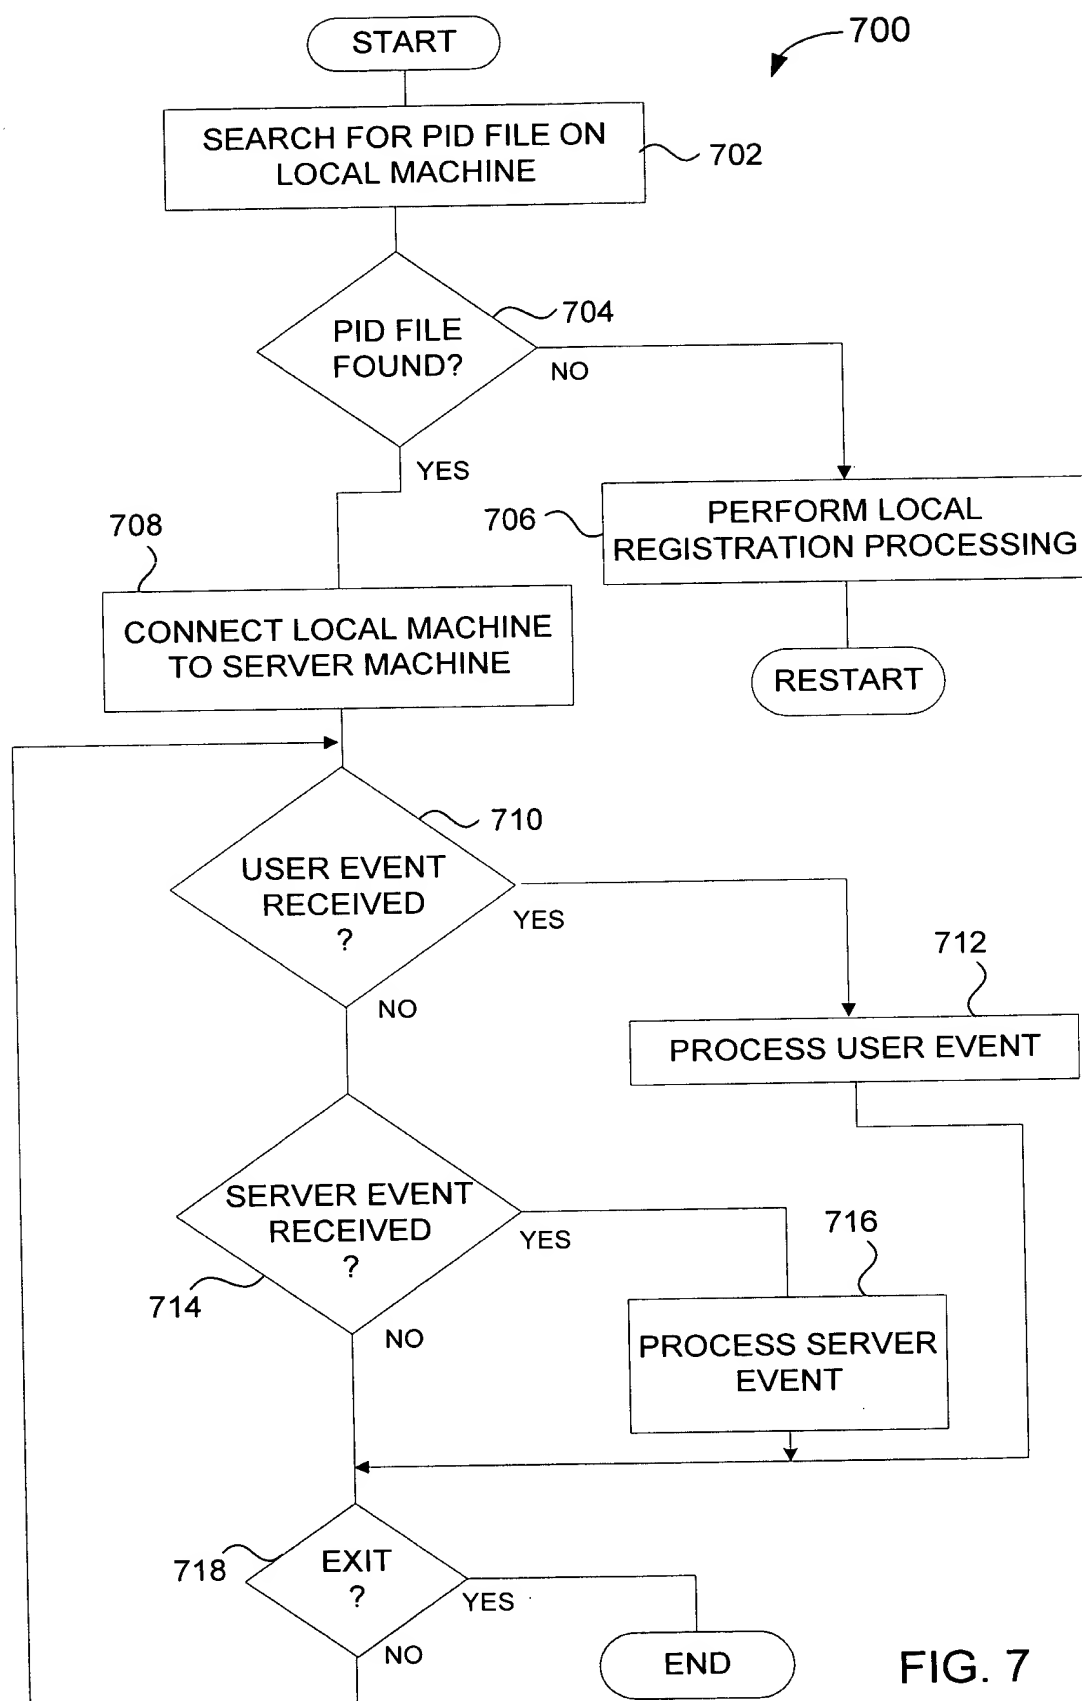 START
700
SEARCH FOR PID FILE ON
LOCAL MACHINE
702
704
PID FILE
FOUND?
NO
YES
708
706
PERFORM LOCAL
REGISTRATION PROCESSING
CONNECT LOCAL MACHINE
TO SERVER MACHINE
RESTART
710
USER EVENT
RECEIVED
?
YES
712
NO
PROCESS USER EVENT
SERVER EVENT
RECEIVED
?
YES
716
714
NO
PROCESS SERVER
EVENT
718
EXIT
?
YES
NO
END
FIG. 7